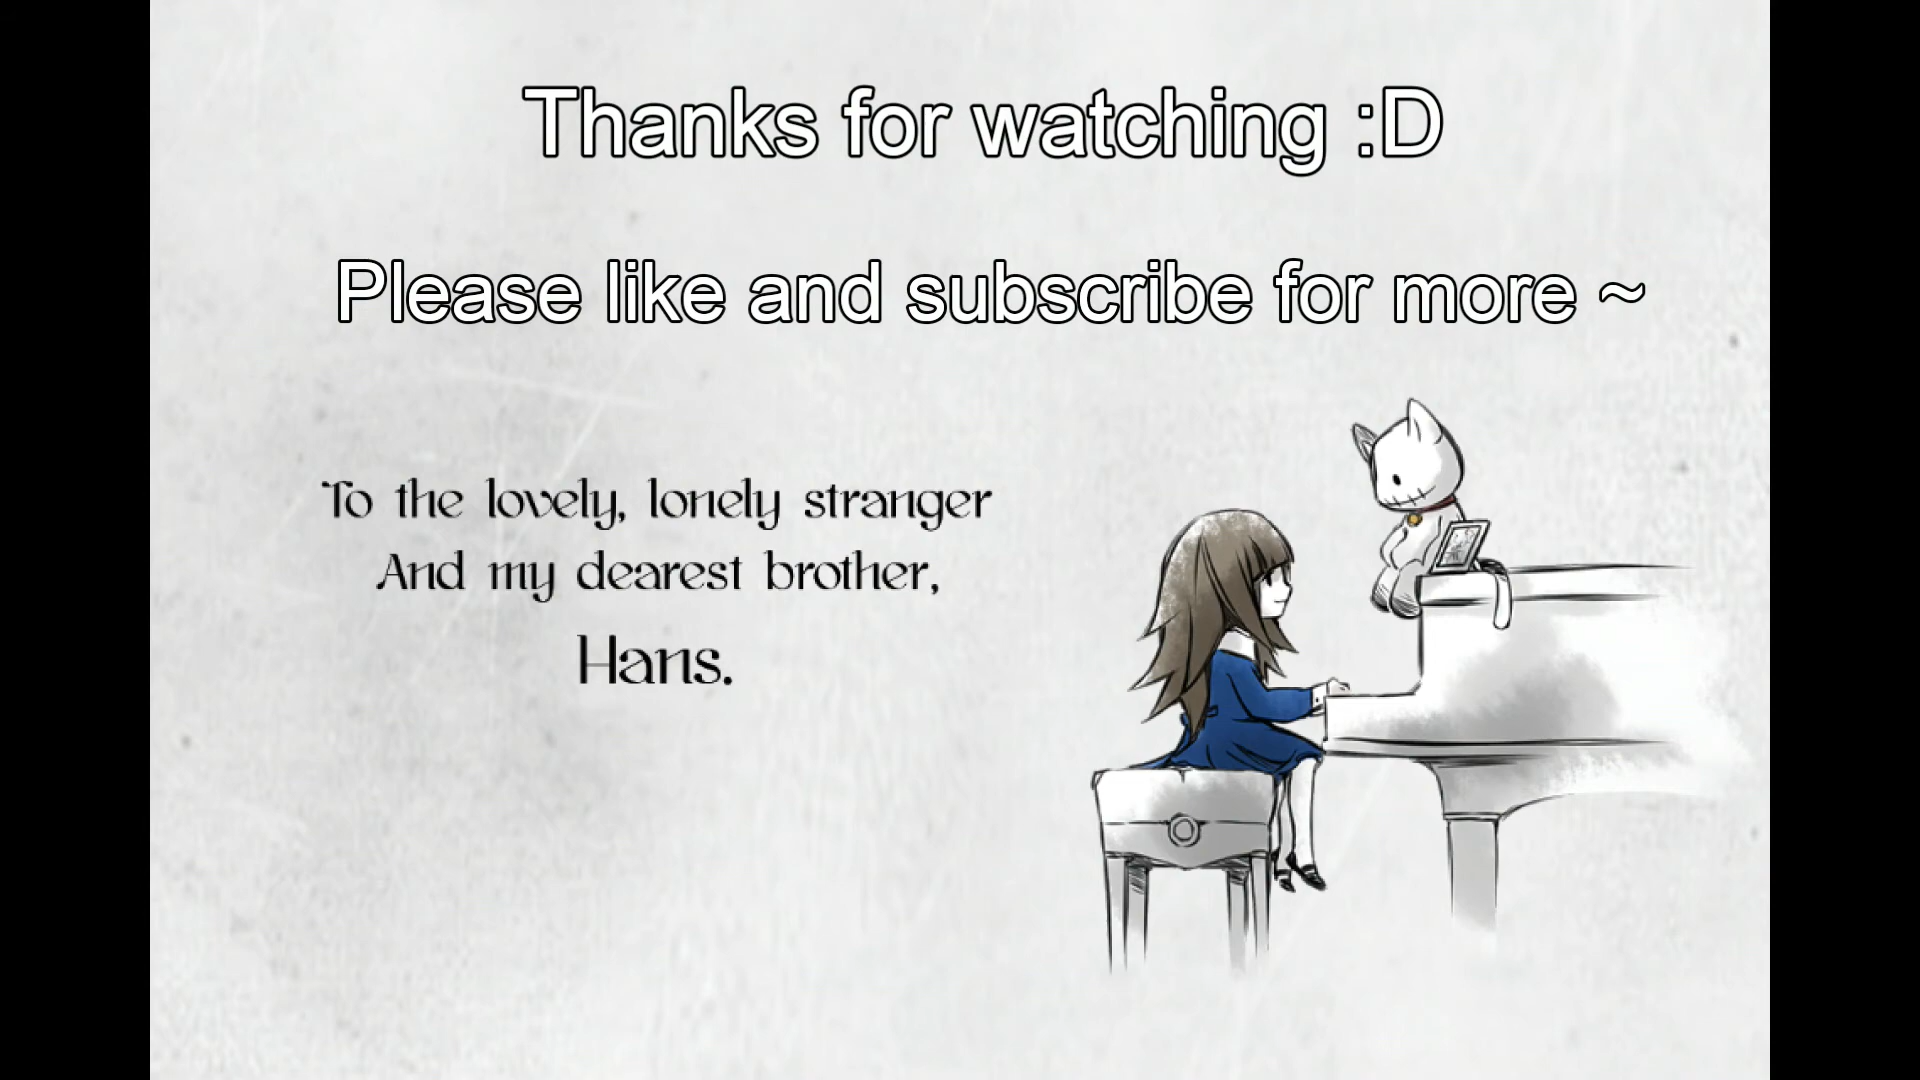 Thanks for watching :D
Please like and subscribe for more ~
To the lovely, lonely stranger
And my dearest brother,
Hans.